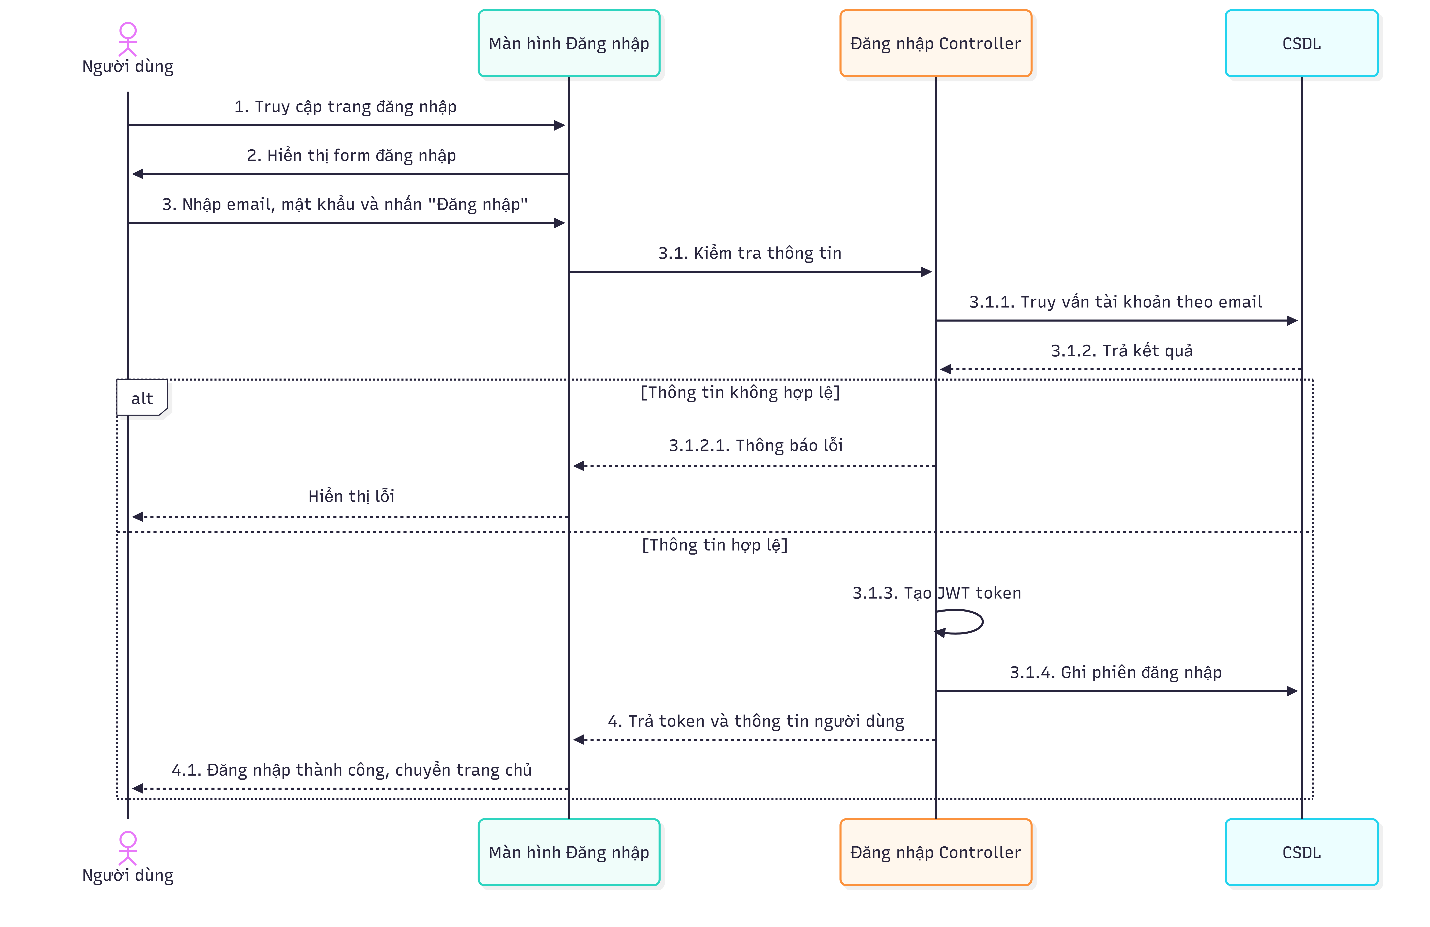 Người dùng
Màn hình Đăng nhập
Đăng nhập Controller
CSDL
1. Truy cập trang đăng nhập
2. Hiển thị form đăng nhập
3. Nhập email, mật khẩu và nhấn "Đăng nhập"
3.1. Kiểm tra thông tin
3.1.1. Truy vấn tài khoản theo email
3.1.2. Trả kết quả
alt
[Thông tin không hợp lệ]
3.1.2.1. Thông báo lỗi
Hiển thị lỗi
[Thông tin hợp lệ]
3.1.3. Tạo JWT token
3.1.4. Ghi phiên đăng nhập
4. Trả token và thông tin người dùng
4.1. Đăng nhập thành công, chuyển trang chủ
Người dùng
Màn hình Đăng nhập
Đăng nhập Controller
CSDL